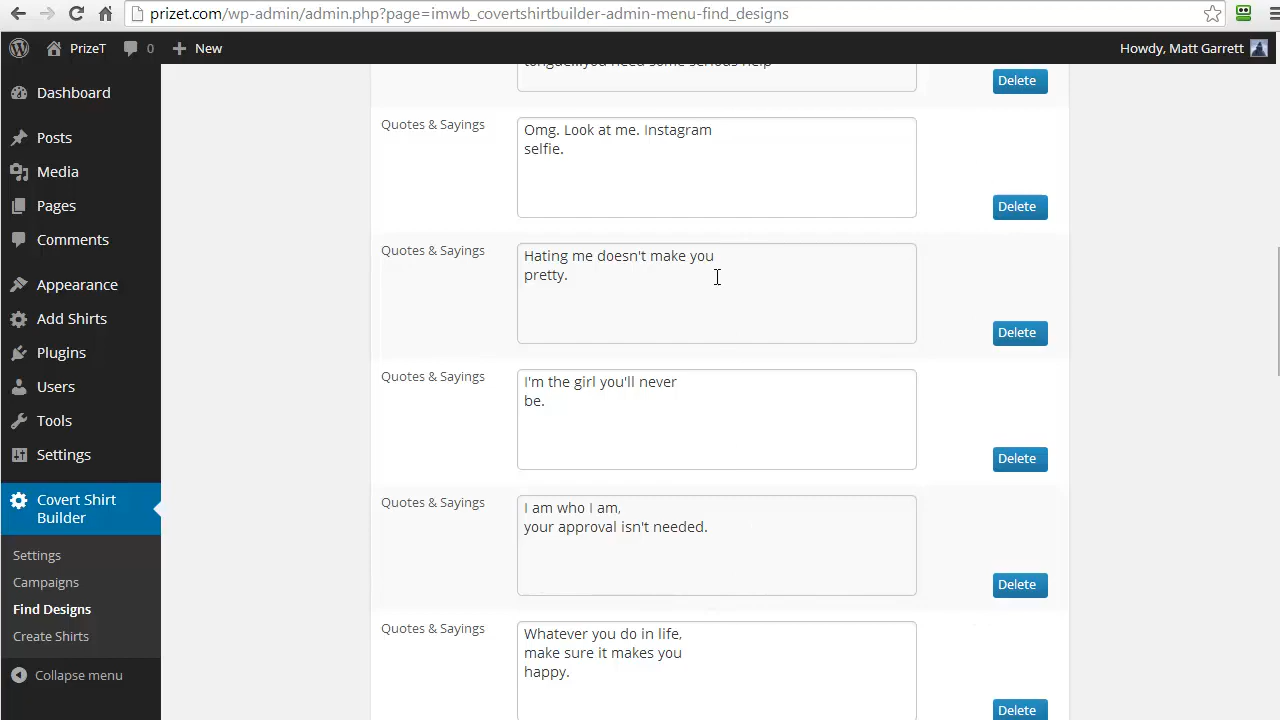 prizet.com/wp-admin/admin.php?page=imwb_covertshirtbuilder-admin-menu-find_designs
PrizeT
0
New
Howdy, Matt Garrett
Dashboard
Posts
Media
Pages
Comments
Appearance
Add Shirts
Plugins
Users
Tools
Settings
Covert Shirt
Builder
Settings
Campaigns
Find Designs
Create Shirts
Collapse menu
tongue...you need some serious help
Delete
Quotes & Sayings
Omg. Look at me. Instagram
selfie.
Delete
Quotes & Sayings
Hating me doesn't make you
pretty.
Delete
Quotes & Sayings
I'm the girl you'll never
be.
Delete
Quotes & Sayings
I am who I am,
your approval isn't needed.
Delete
Quotes & Sayings
Whatever you do in life,
make sure it makes you
happy.
Delete